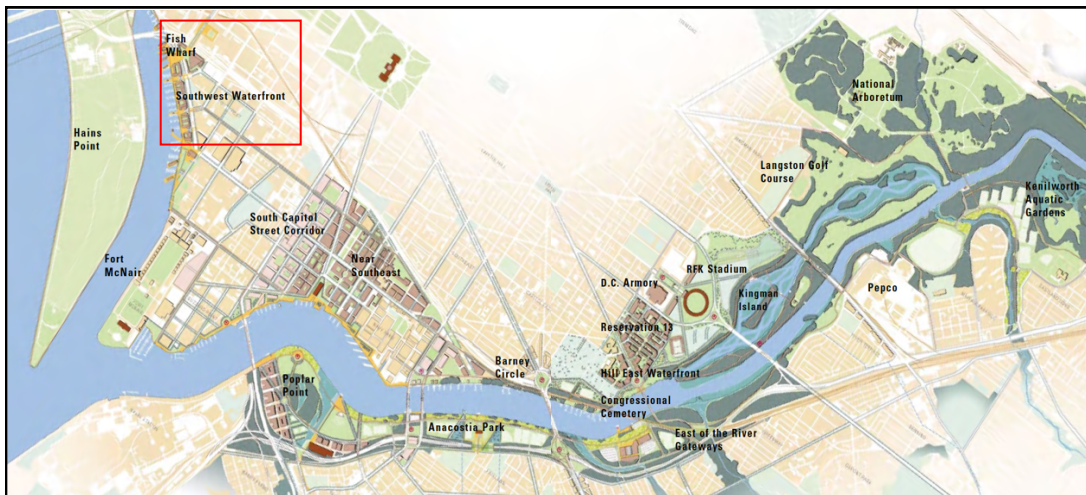 Fish
Wharf
Southwest Waterfront
Hains
Point
National
Arboretum
Langston Golf
Course
Kenilworth
Aquatic
Gardens
South Capitol
Street Corridor
Fort
McNair
Near
Southeast
RFK Stadium
D.C. Armory
Kingman
Island
Pepco
Reservation 13
Barney
Circle
Hill East Waterfront
Poplar
Point
Congressional
Cemetery
Anacostia Park
East of the River
Gateways